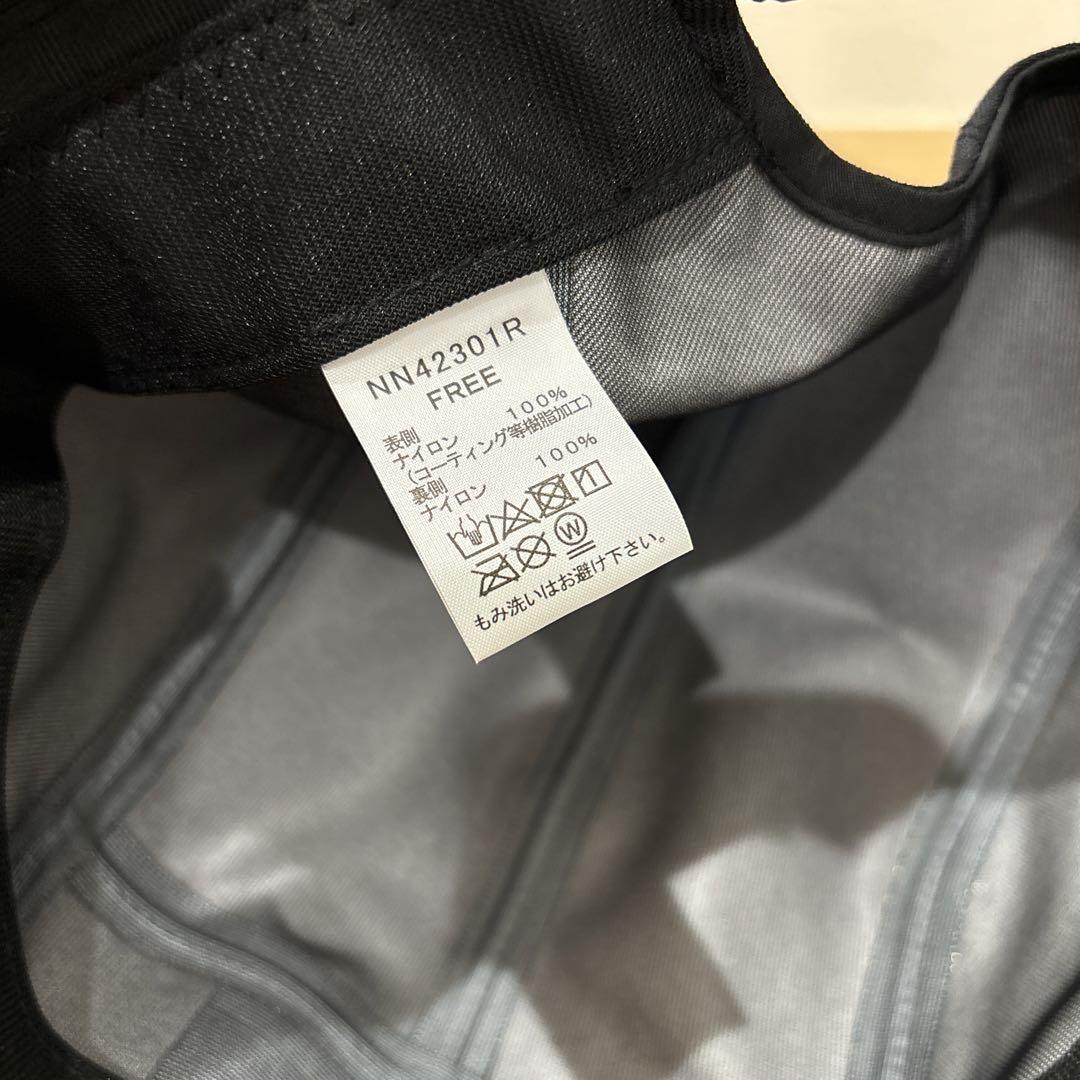 NN42301R
FREE
表側
ナイロン 100%
(コーティング等樹脂加工)
裏側
ナイロン 100%
W
もみ洗いはお避け下さい。